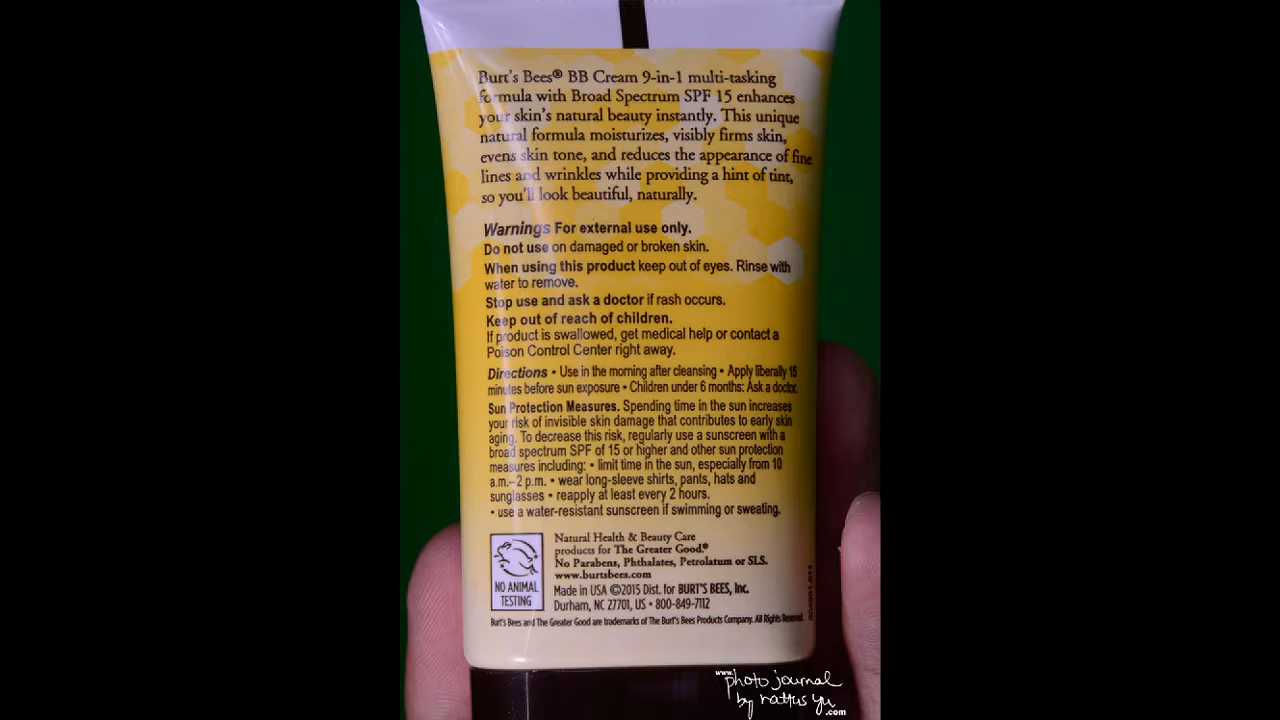 Burt's Bees® BB Cream 9-in-1 multi-tasking
formula with Broad Spectrum SPF 15 enhances
your skin's natural beauty instantly. This unique
natural formula moisturizes, visibly firms skin,
evens skin tone, and reduces the appearance of fine
lines and wrinkles while providing a hint of tint,
so you'll look beautiful, naturally.
Warnings For external use only.
Do not use on damaged or broken skin.
When using this product keep out of eyes. Rinse with
water to remove.
Stop use and ask a doctor if rash occurs.
Keep out of reach of children.
If product is swallowed, get medical help or contact a
Poison Control Center right away.
Directions • Use in the morning after cleansing • Apply liberally 15
minutes before sun exposure • Children under 6 months: Ask a doctor.
Sun Protection Measures. Spending time in the sun increases
your risk of invisible skin damage that contributes to early skin
aging. To decrease this risk, regularly use a sunscreen with a
broad spectrum SPF of 15 or higher and other sun protection
measures including: • limit time in the sun, especially from 10
a.m.–2 p.m. • wear long-sleeve shirts, pants, hats and
sunglasses • reapply at least every 2 hours.
• use a water-resistant sunscreen if swimming or sweating.
NO ANIMAL
TESTING
Natural Health & Beauty Care
products for The Greater Good.®
No Parabens, Phthalates, Petrolatum or SLS.
www.burtsbees.com
Made in USA ©2015 Dist. for BURT'S BEES, Inc.
Durham, NC 27701, US • 800-849-7112
Burt's Bees and The Greater Good are trademarks of The Burt's Bees Products Company. All Rights Reserved.
www.
photo journal
by rattus yu
.com